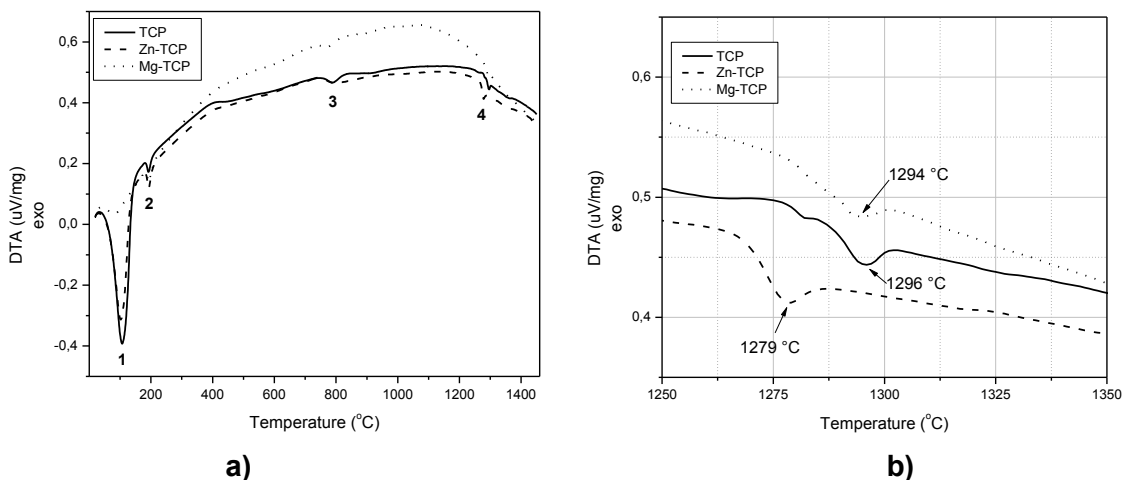 0,6
0,4
0,2
0,0
-0,2
-0,4
DTA (uV/mg)
exo
TCP
Zn-TCP
Mg-TCP
1
2
3
4
200 400 600 800 1000 1200 1400
Temperature (°C)
a)
0,6
0,5
0,4
DTA (uV/mg)
exo
TCP
Zn-TCP
Mg-TCP
1294 °C
1296 °C
1279 °C
1250 1275 1300 1325 1350
Temperature (°C)
b)